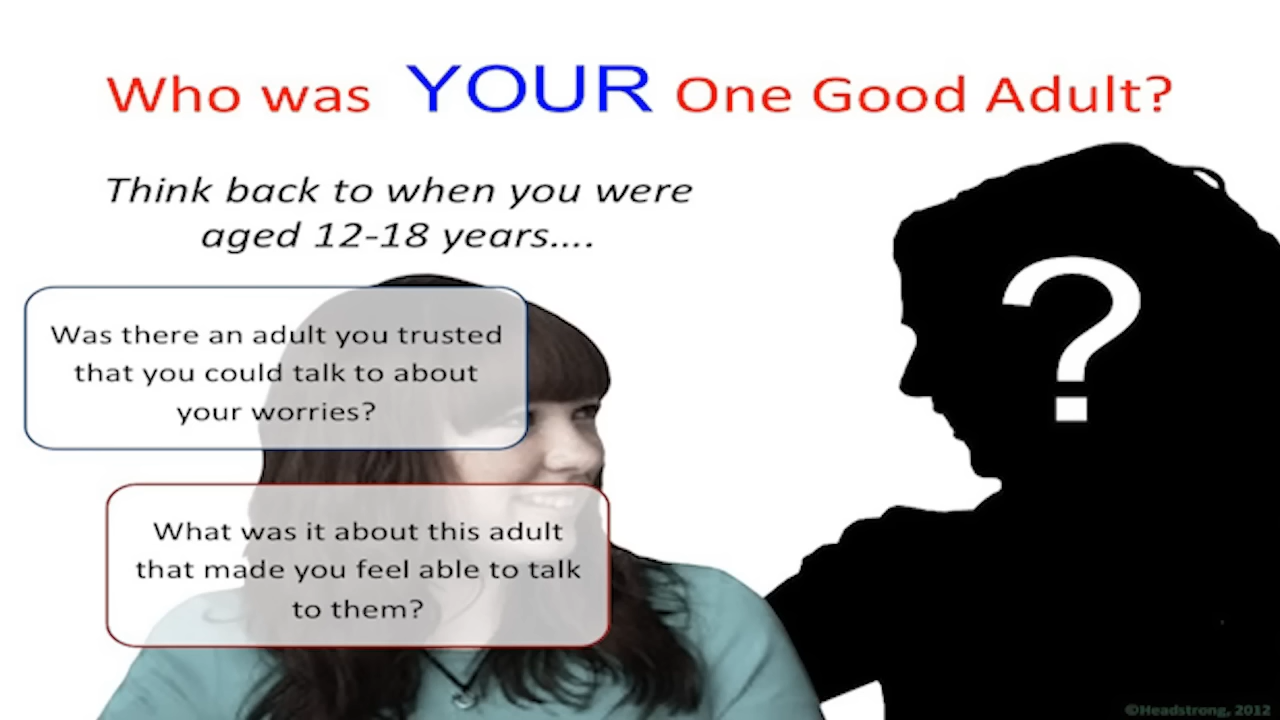 Who was YOUR One Good Adult?
Think back to when you were
aged 12-18 years....
Was there an adult you trusted
that you could talk to about
your worries?
What was it about this adult
that made you feel able to talk
to them?
?
©Headstrong, 2012